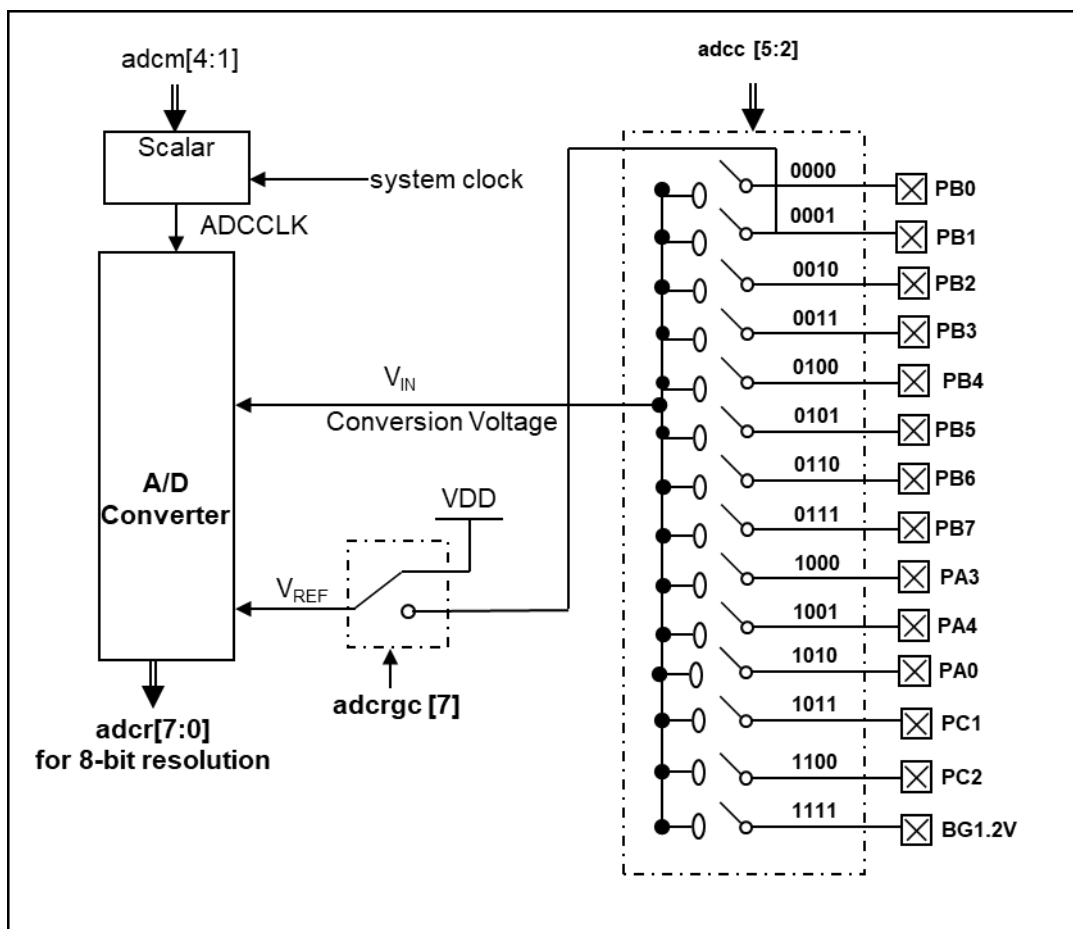 adcm[4:1]
Scalar
system clock
ADCCLK
A/D
Converter
VIN
Conversion Voltage
VDD
VREF
adcrgc [7]
adcr[7:0]
for 8-bit resolution
adcc [5:2]
0000 PB0
0001 PB1
0010 PB2
0011 PB3
0100 PB4
0101 PB5
0110 PB6
0111 PB7
1000 PA3
1001 PA4
1010 PA0
1011 PC1
1100 PC2
1111 BG1.2V